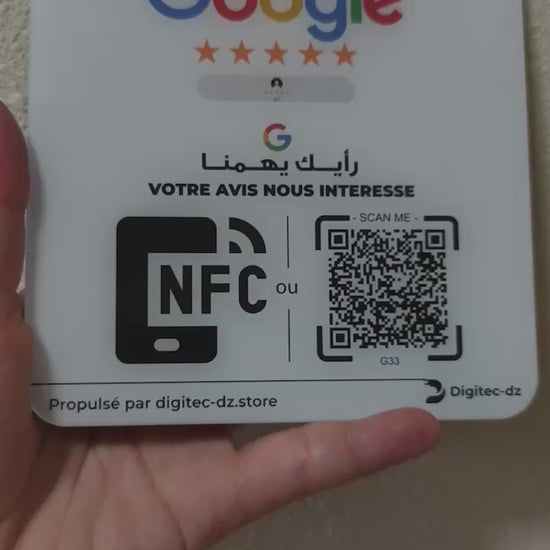 Google
G
رأيك يهمنا
VOTRE AVIS NOUS INTERESSE
NFC
ou
- SCAN ME -
G33
Propulsé par digitec-dz.store
Digitec-dz